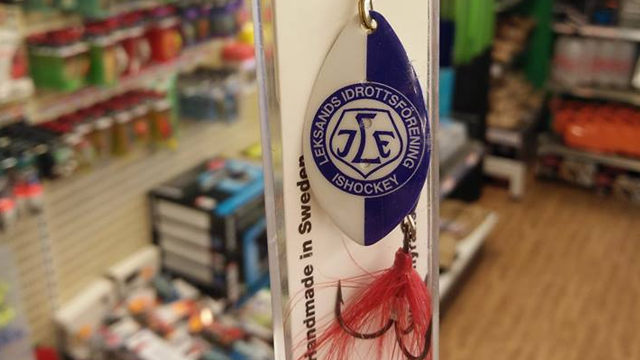 LEKSANDS IDROTTSFÖRENING
LIF
ISHOCKEY
Handmade in Sweden